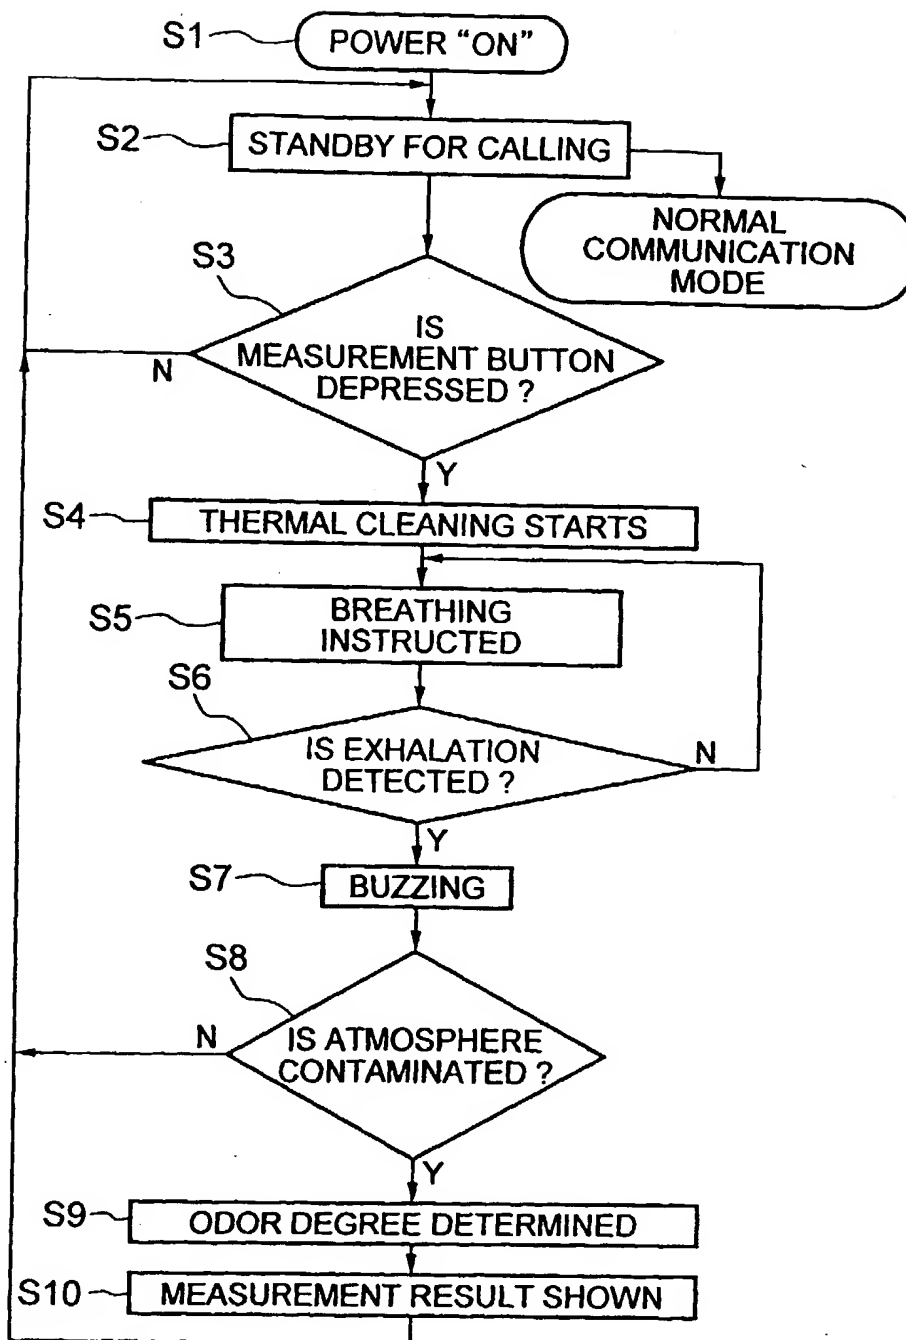 S1
POWER “ON”
S2
STANDBY FOR CALLING
NORMAL
COMMUNICATION
MODE
S3
IS
MEASUREMENT BUTTON
DEPRESSED ?
N
Y
S4
THERMAL CLEANING STARTS
S5
BREATHING
INSTRUCTED
S6
IS EXHALATION
DETECTED ?
N
Y
S7
BUZZING
S8
IS ATMOSPHERE
CONTAMINATED ?
N
Y
S9
ODOR DEGREE DETERMINED
S10
MEASUREMENT RESULT SHOWN